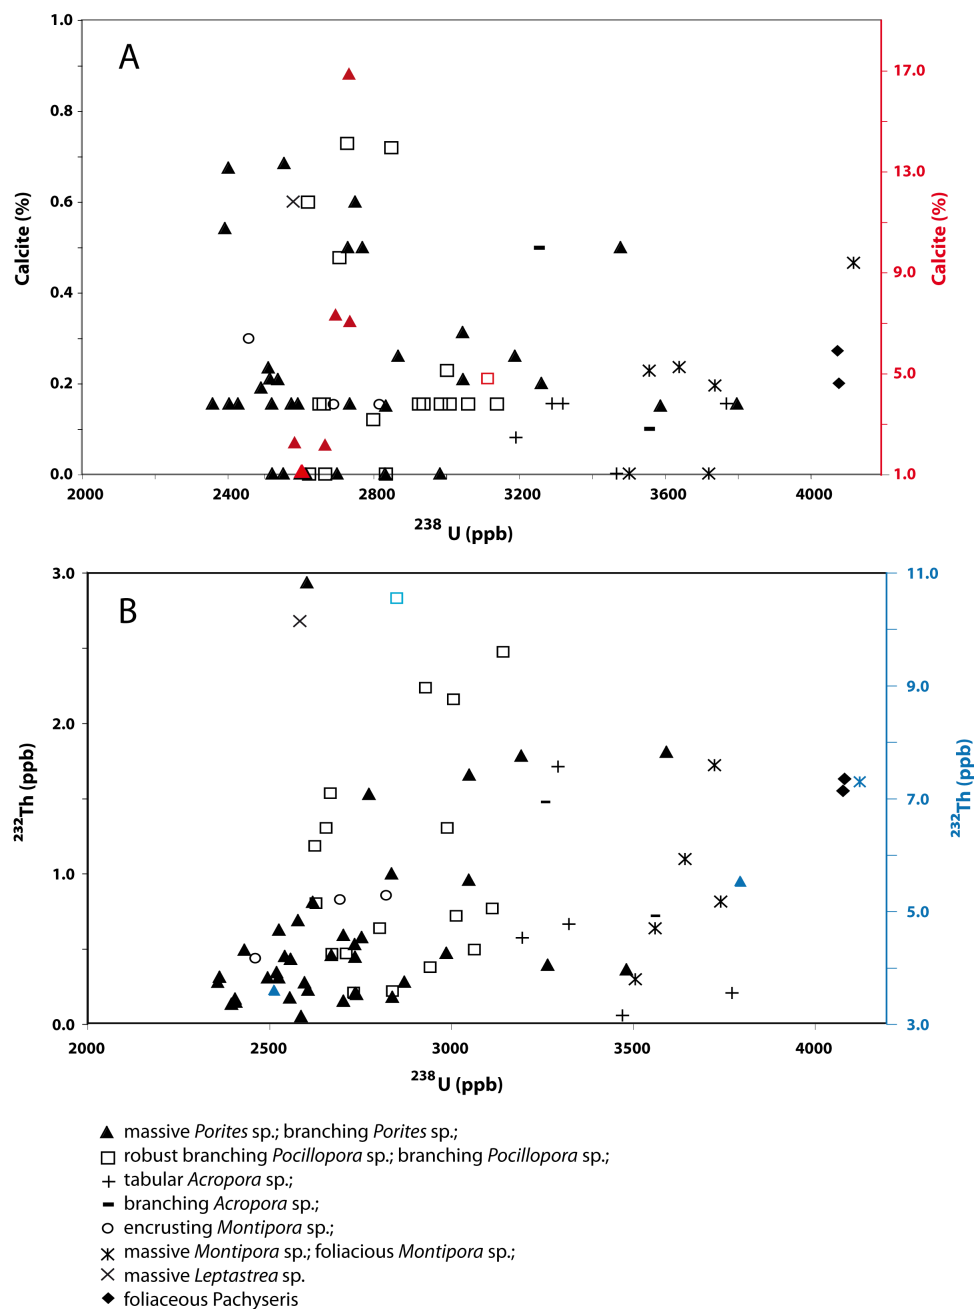 A
1.0
0.8
0.6
0.4
0.2
0.0
Calcite (%)
17.0
13.0
9.0
5.0
1.0
Calcite (%)
2000 2400 2800 3200 3600 4000
238 U (ppb)
B
3.0
2.0
1.0
0.0
232Th (ppb)
11.0
9.0
7.0
5.0
3.0
232Th (ppb)
2000 2500 3000 3500 4000
238U (ppb)
massive Porites sp.; branching Porites sp.;
robust branching Pocillopora sp.; branching Pocillopora sp.;
tabular Acropora sp.;
branching Acropora sp.;
encrusting Montipora sp.;
massive Montipora sp.; foliacious Montipora sp.;
massive Leptastrea sp.
foliaceous Pachyseris